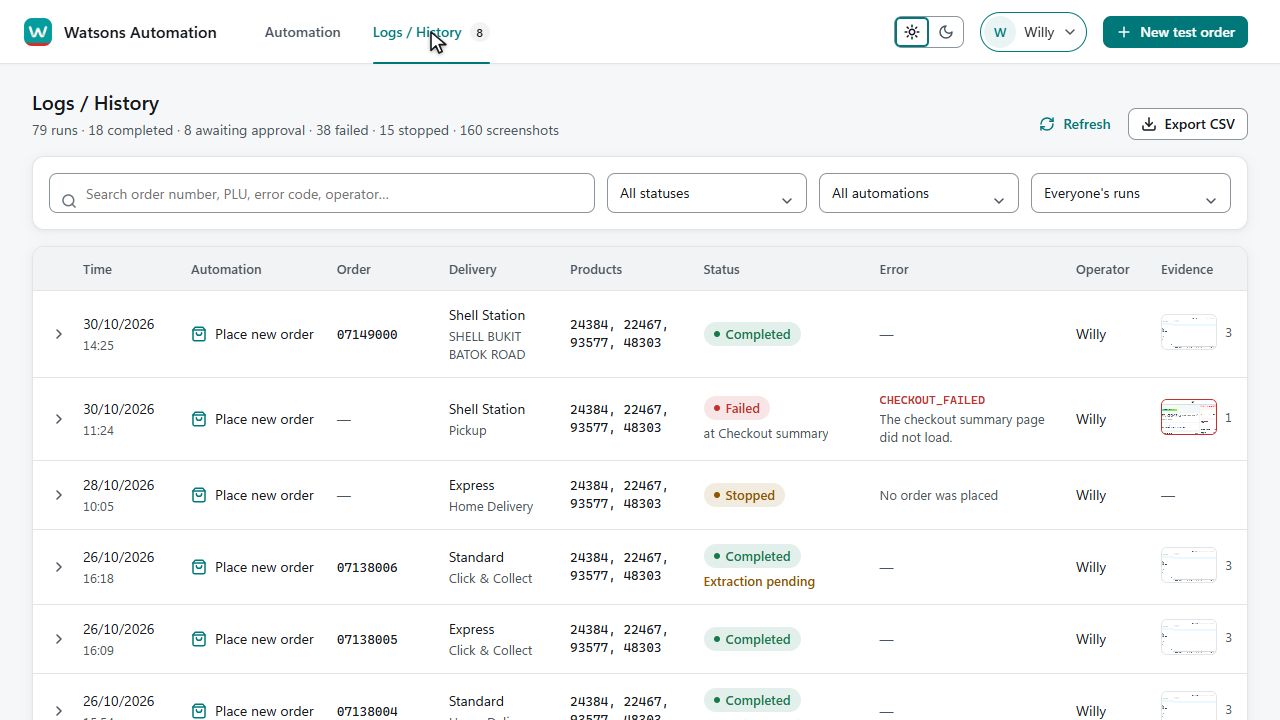 W Watsons Automation Automation Logs / History 8 W Willy New test order
Logs / History
79 runs · 18 completed · 8 awaiting approval · 38 failed · 15 stopped · 160 screenshots
Refresh Export CSV
Search order number, PLU, error code, operator... All statuses All automations Everyone's runs
Time Automation Order Delivery Products Status Error Operator Evidence
30/10/2026
14:25
Place new order
07149000
Shell Station
SHELL BUKIT
BATOK ROAD
24384, 22467,
93577, 48303
Completed
—
Willy
3
30/10/2026
11:24
Place new order
—
Shell Station
Pickup
24384, 22467,
93577, 48303
Failed
at Checkout summary
CHECKOUT_FAILED
The checkout summary page
did not load.
Willy
1
28/10/2026
10:05
Place new order
—
Express
Home Delivery
24384, 22467,
93577, 48303
Stopped
No order was placed
Willy
—
26/10/2026
16:18
Place new order
07138006
Standard
Click & Collect
24384, 22467,
93577, 48303
Completed
Extraction pending
—
Willy
3
26/10/2026
16:09
Place new order
07138005
Express
Click & Collect
24384, 22467,
93577, 48303
Completed
—
Willy
3
26/10/2026
Place new order
07138004
Standard
24384, 22467,
Completed
—
Willy
3